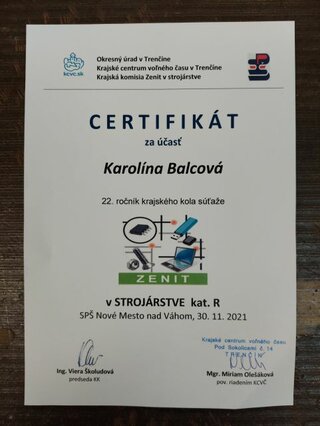 Okresný úrad v Trenčíne
Krajské centrum voľného času v Trenčíne
Krajská komisia Zenit v strojárstve
kcvc.sk
CERTIFIKÁT
za účasť
Karolína Balcová
22. ročník krajského kola súťaže
ZENIT
v STROJÁRSTVE kat. R
SPŠ Nové Mesto nad Váhom, 30. 11. 2021
Krajské centrum voľného času
Pod Sokolicami č. 14
TRENČÍN
Ing. Viera Školudová
predseda KK
Mgr. Miriam Olešáková
pov. riadením KCVČ